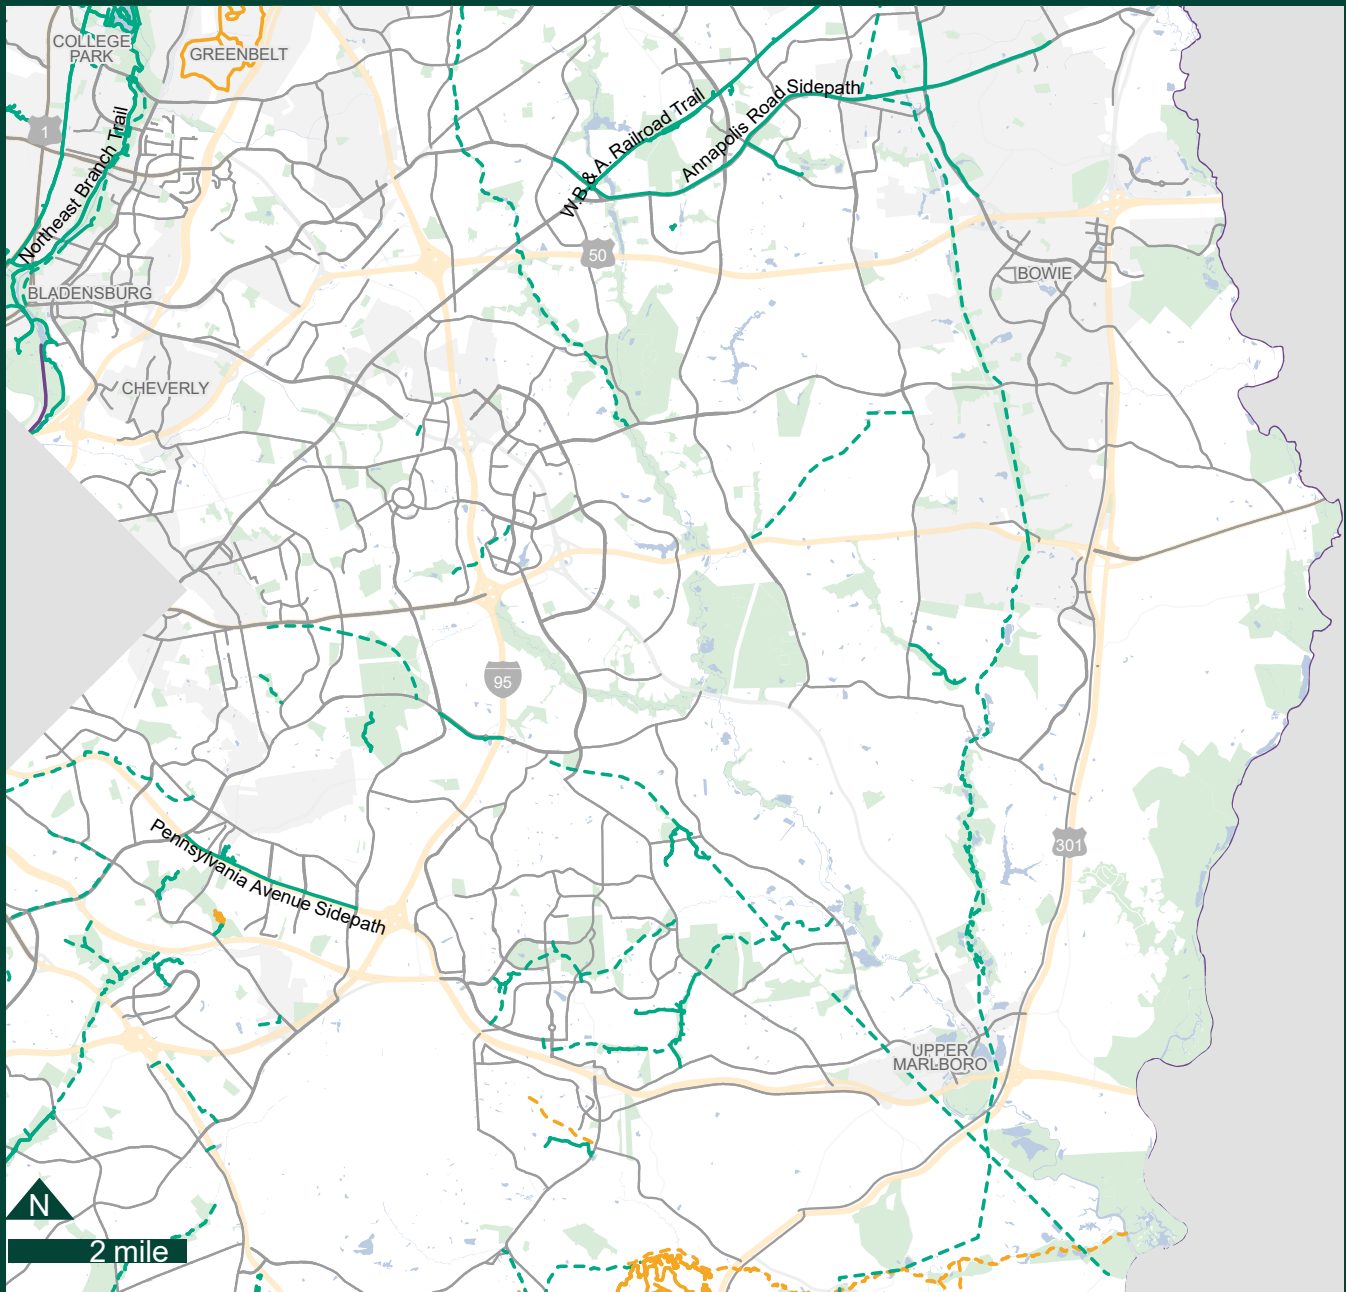 COLLEGE
PARK
GREENBELT
1
Northeast Branch Trail
W.B.& A. Railroad Trail
Annapolis Road Sidepath
50
BOWIE
BLADENSBURG
CHEVERLY
95
301
Pennsylvania Avenue Sidepath
UPPER
MARLBORO
N
2 mile